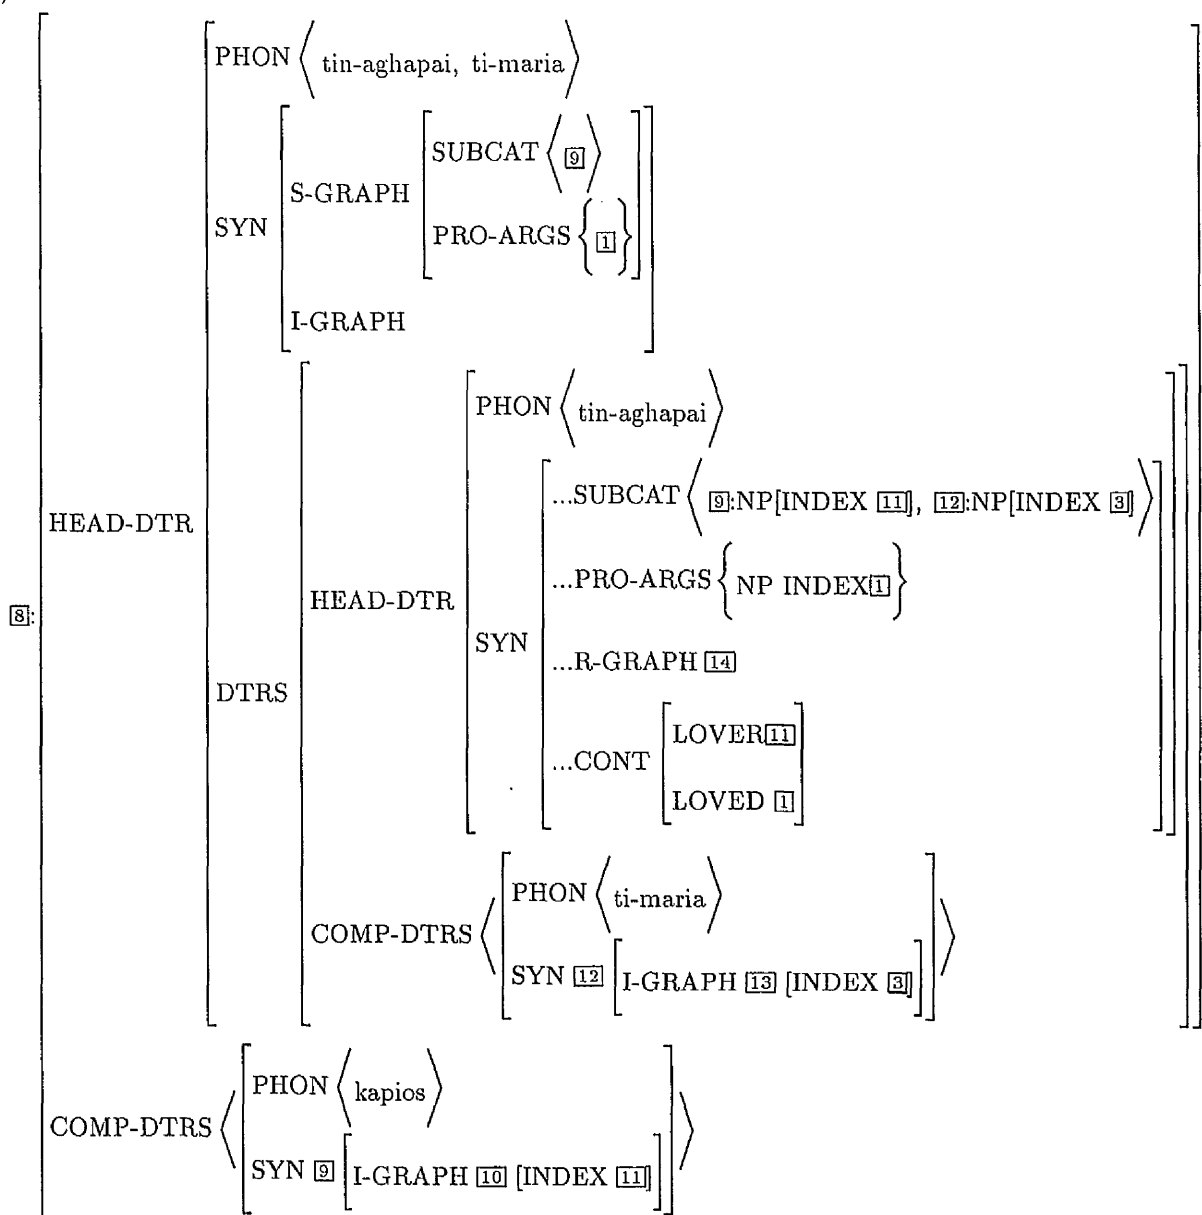 PHON ⟨ tin-aghapai, ti-maria ⟩
SUBCAT ⟨ [9] ⟩
S-GRAPH
SYN
PRO-ARGS { [1] }
I-GRAPH
PHON ⟨ tin-aghapai ⟩
...SUBCAT ⟨ [9]:NP[INDEX [11]], [12]:NP[INDEX [3]] ⟩
HEAD-DTR
...PRO-ARGS { NP INDEX[1] }
HEAD-DTR
[8]:
SYN
...R-GRAPH [14]
DTRS
LOVER[11]
...CONT
LOVED [1]
PHON ⟨ ti-maria ⟩
COMP-DTRS
SYN [12] [I-GRAPH [13] [INDEX [3]]]
PHON ⟨ kapios ⟩
COMP-DTRS
SYN [9] [I-GRAPH [10] [INDEX [11]]]